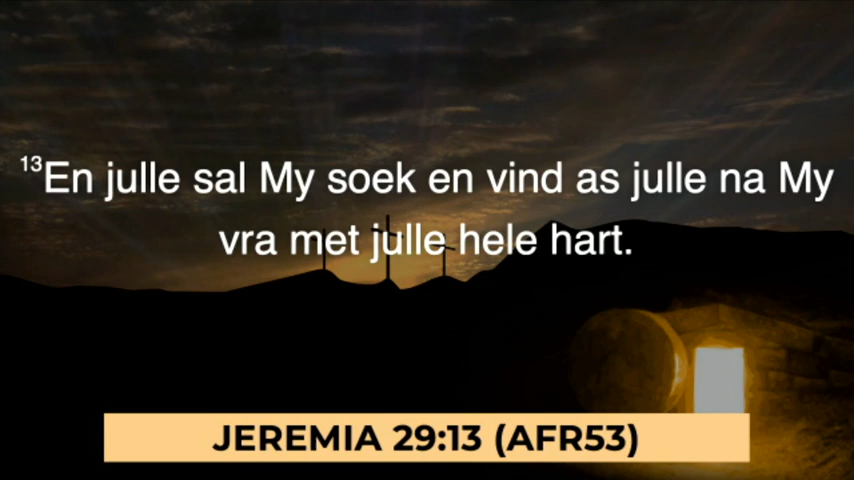 ¹³En julle sal My soek en vind as julle na My
vra met julle hele hart.
JEREMIA 29:13 (AFR53)